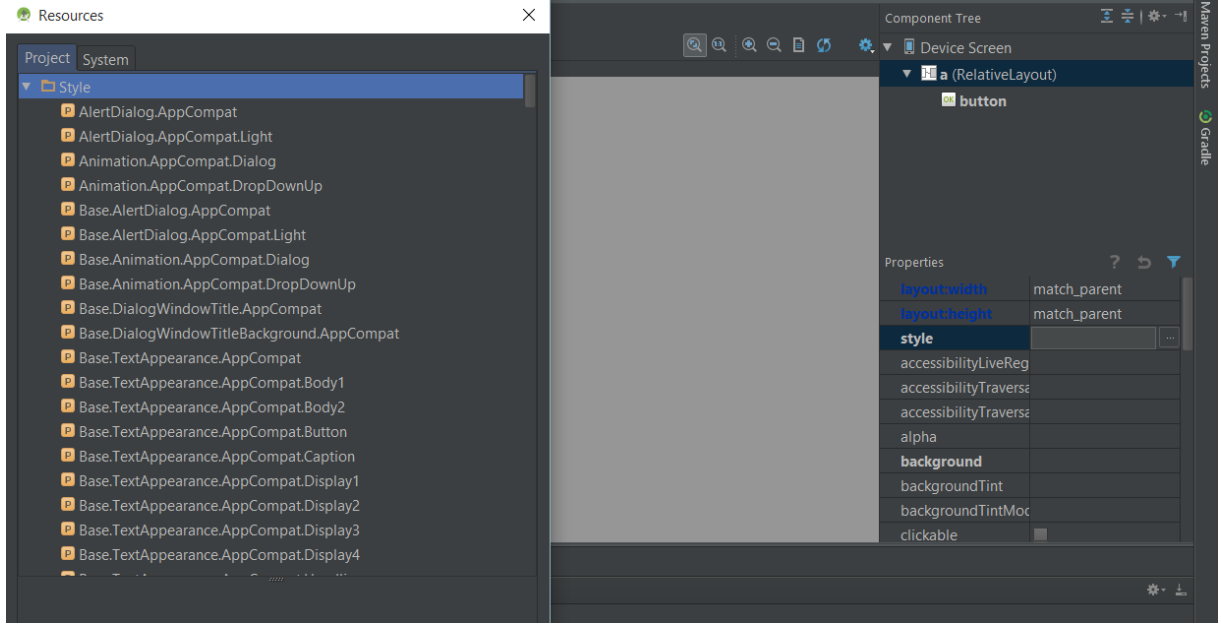 Resources
Project
System
Style
AlertDialog.AppCompat
AlertDialog.AppCompat.Light
Animation.AppCompat.Dialog
Animation.AppCompat.DropDownUp
Base.AlertDialog.AppCompat
Base.AlertDialog.AppCompat.Light
Base.Animation.AppCompat.Dialog
Base.Animation.AppCompat.DropDownUp
Base.DialogWindowTitle.AppCompat
Base.DialogWindowTitleBackground.AppCompat
Base.TextAppearance.AppCompat
Base.TextAppearance.AppCompat.Body1
Base.TextAppearance.AppCompat.Body2
Base.TextAppearance.AppCompat.Button
Base.TextAppearance.AppCompat.Caption
Base.TextAppearance.AppCompat.Display1
Base.TextAppearance.AppCompat.Display2
Base.TextAppearance.AppCompat.Display3
Base.TextAppearance.AppCompat.Display4
Component Tree
Device Screen
a (RelativeLayout)
OK button
Properties
layout:width match_parent
layout:height match_parent
style ...
accessibilityLiveReg
accessibilityTraversa
accessibilityTraversa
alpha
background
backgroundTint
backgroundTintMod
clickable
Maven Projects
Gradle